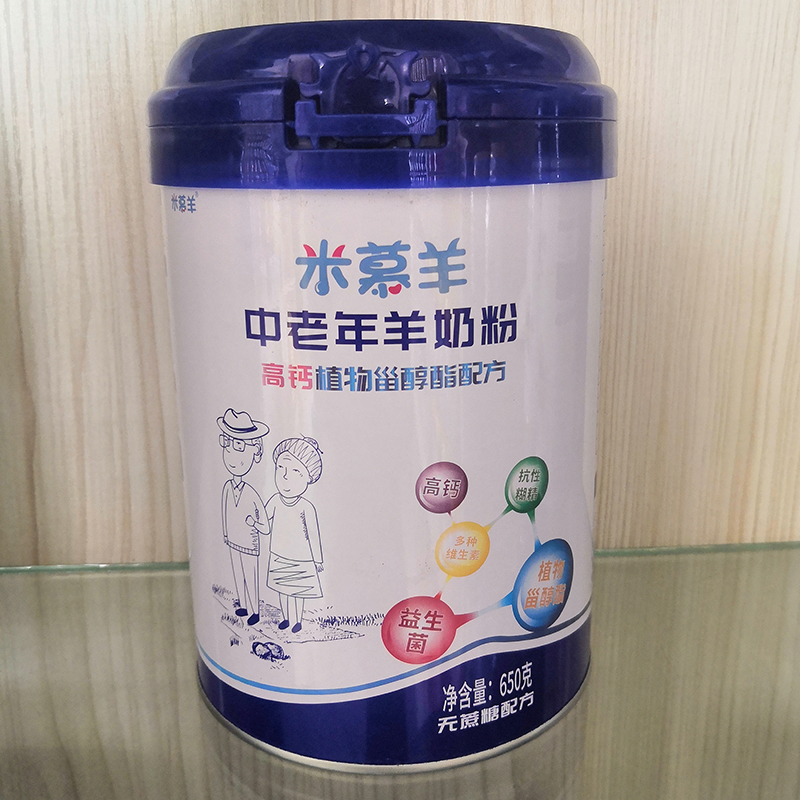 米慕羊
米慕羊
中老年羊奶粉
高钙植物甾醇酯配方
高钙
抗性
糊精
多种
维生素
植物
甾醇酯
益生
菌
净含量：650克
无蔗糖配方